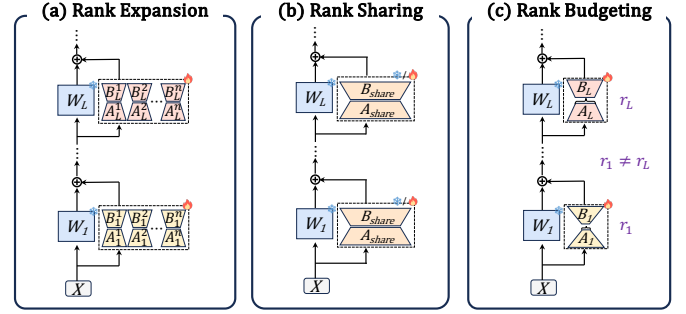 (a) Rank Expansion
B_L^1 B_L^2 B_L^n
W_L
A_L^1 A_L^2 ... A_L^n
B_1^1 B_1^2 B_1^n
W_1
A_1^1 A_1^2 ... A_1^n
X
(b) Rank Sharing
/
B_share
W_L
A_share
/
B_share
W_1
A_share
X
(c) Rank Budgeting
B_L
W_L r_L
A_L
r_1 ≠ r_L
B_1
W_1 r_1
A_1
X